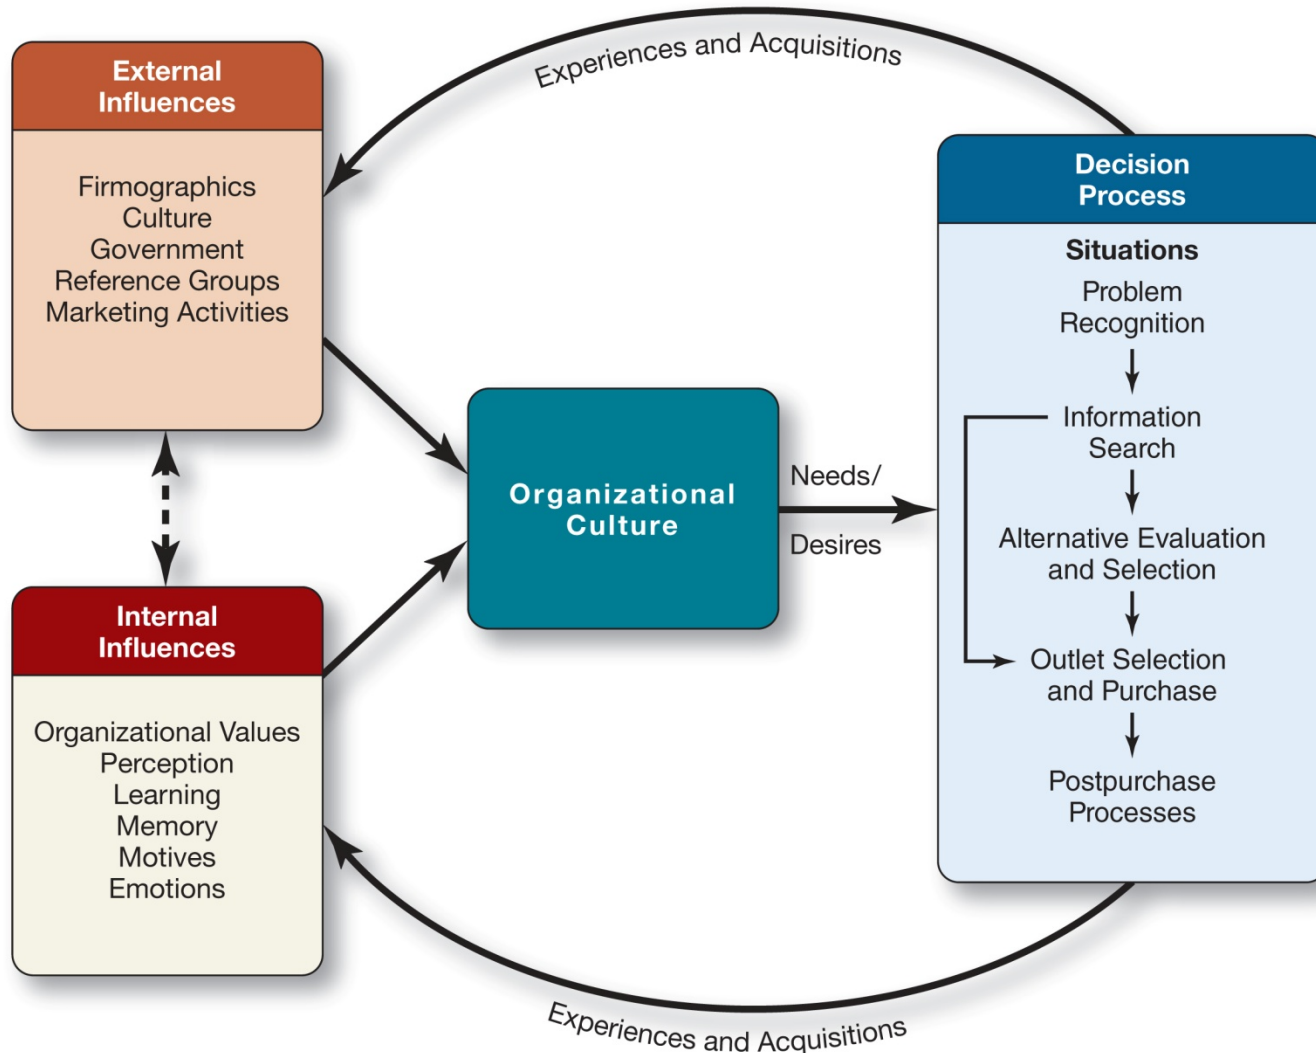 External
Influences
Firmographics
Culture
Government
Reference Groups
Marketing Activities
Experiences and Acquisitions
Internal
Influences
Organizational Values
Perception
Learning
Memory
Motives
Emotions
Organizational
Culture
Needs/
Desires
Decision
Process
Situations
Problem
Recognition
Information
Search
Alternative Evaluation
and Selection
Outlet Selection
and Purchase
Postpurchase
Processes
Experiences and Acquisitions